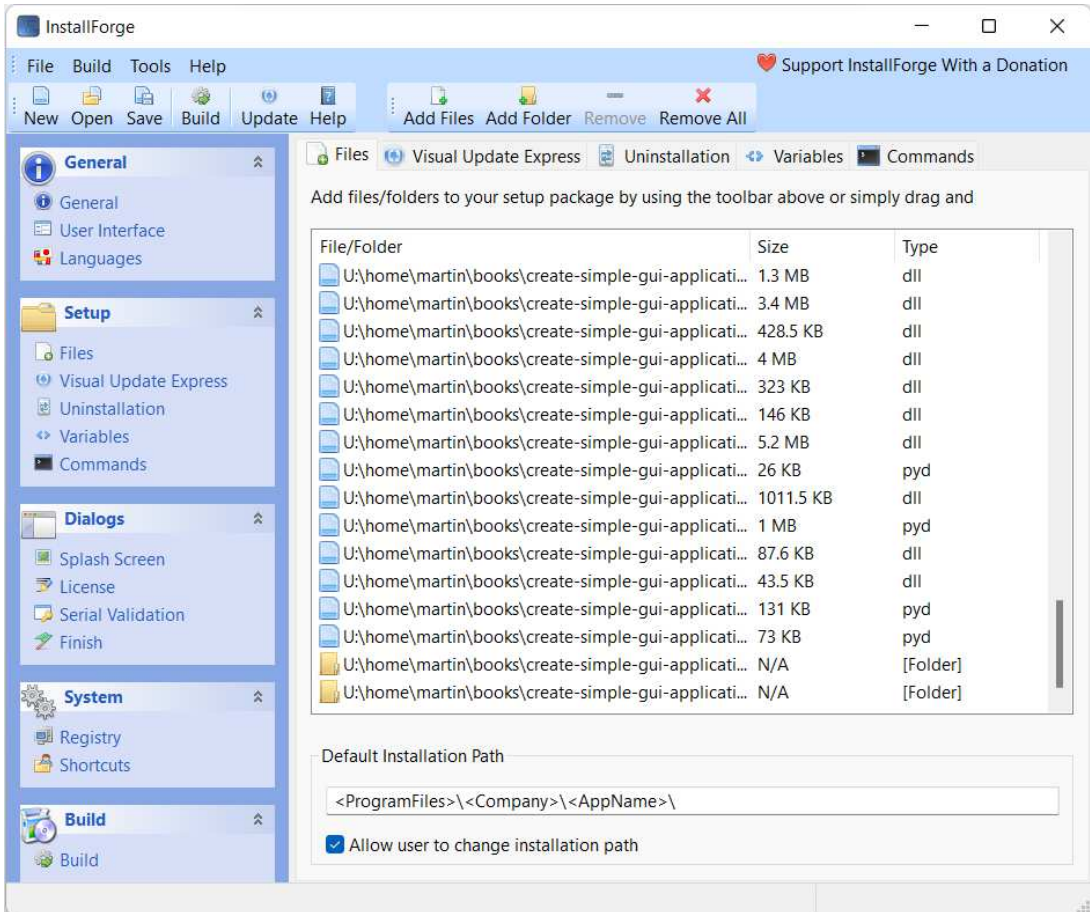 InstallForge
File Build Tools Help
Support InstallForge With a Donation
New Open Save Build Update Help
Add Files Add Folder Remove Remove All
General
General
User Interface
Languages
Setup
Files
Visual Update Express
Uninstallation
Variables
Commands
Dialogs
Splash Screen
License
Serial Validation
Finish
System
Registry
Shortcuts
Build
Build
Files Visual Update Express Uninstallation Variables Commands
Add files/folders to your setup package by using the toolbar above or simply drag and
File/Folder Size Type
U:\home\martin\books\create-simple-gui-applicati... 1.3 MB dll
U:\home\martin\books\create-simple-gui-applicati... 3.4 MB dll
U:\home\martin\books\create-simple-gui-applicati... 428.5 KB dll
U:\home\martin\books\create-simple-gui-applicati... 4 MB dll
U:\home\martin\books\create-simple-gui-applicati... 323 KB dll
U:\home\martin\books\create-simple-gui-applicati... 146 KB dll
U:\home\martin\books\create-simple-gui-applicati... 5.2 MB dll
U:\home\martin\books\create-simple-gui-applicati... 26 KB pyd
U:\home\martin\books\create-simple-gui-applicati... 1011.5 KB dll
U:\home\martin\books\create-simple-gui-applicati... 1 MB pyd
U:\home\martin\books\create-simple-gui-applicati... 87.6 KB dll
U:\home\martin\books\create-simple-gui-applicati... 43.5 KB dll
U:\home\martin\books\create-simple-gui-applicati... 131 KB pyd
U:\home\martin\books\create-simple-gui-applicati... 73 KB pyd
U:\home\martin\books\create-simple-gui-applicati... N/A [Folder]
U:\home\martin\books\create-simple-gui-applicati... N/A [Folder]
Default Installation Path
<ProgramFiles>\<Company>\<AppName>\
Allow user to change installation path